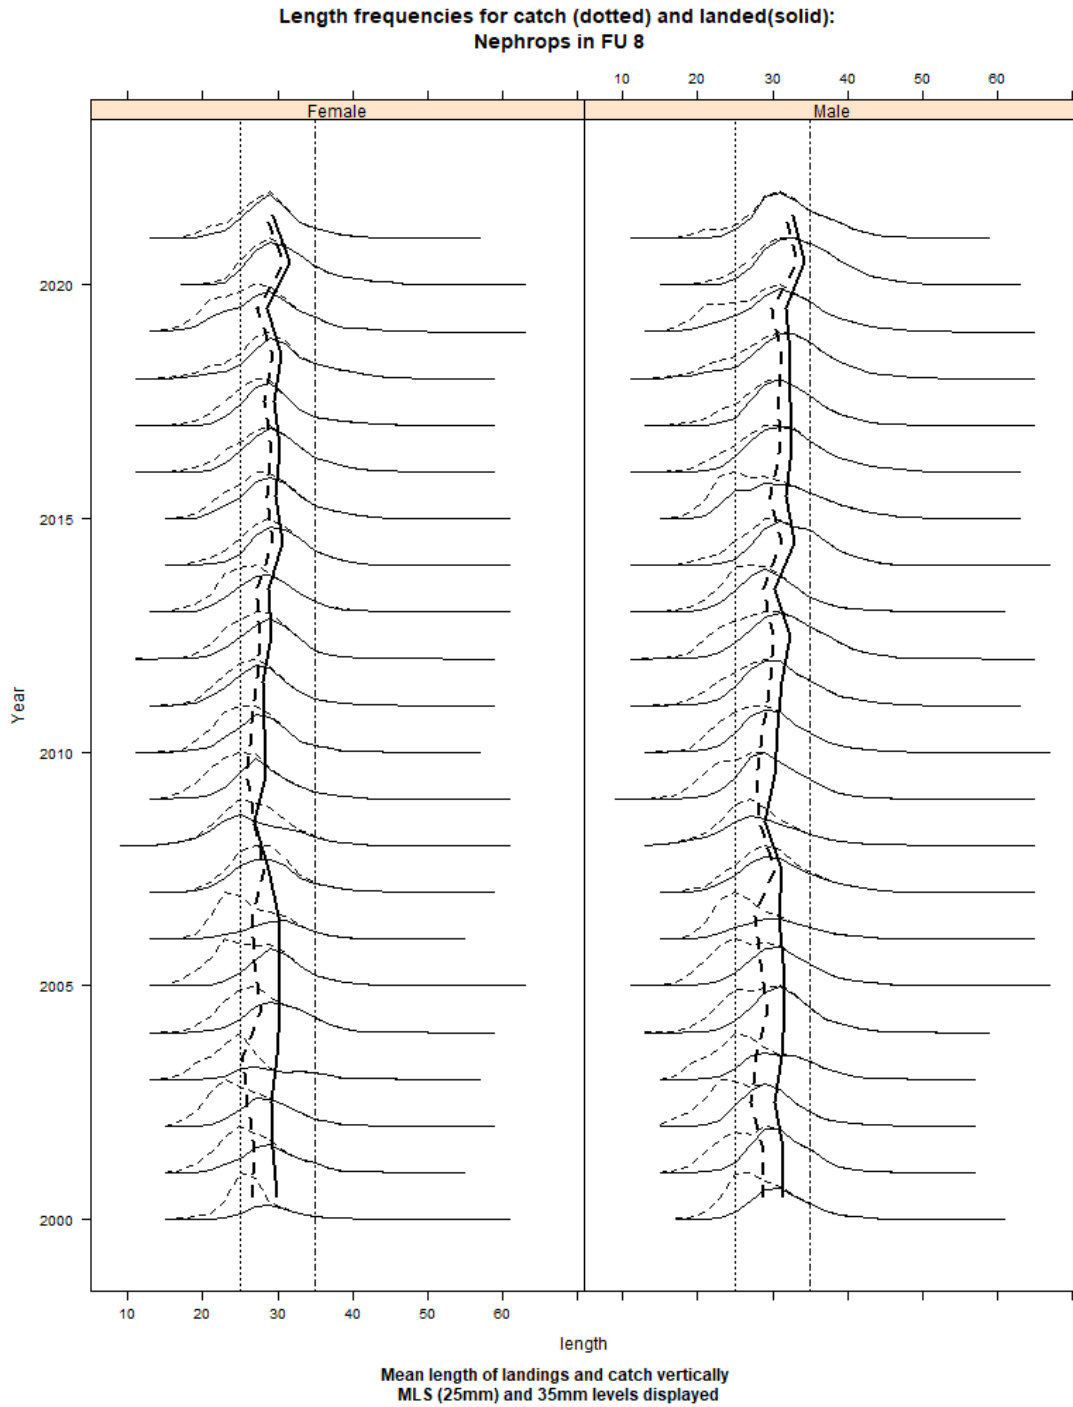 Length frequencies for catch (dotted) and landed(solid):
Nephrops in FU 8
10 20 30 40 50 60
Female Male
2020
2015
2010
2005
2000
Year
10 20 30 40 50 60
length
Mean length of landings and catch vertically
MLS (25mm) and 35mm levels displayed